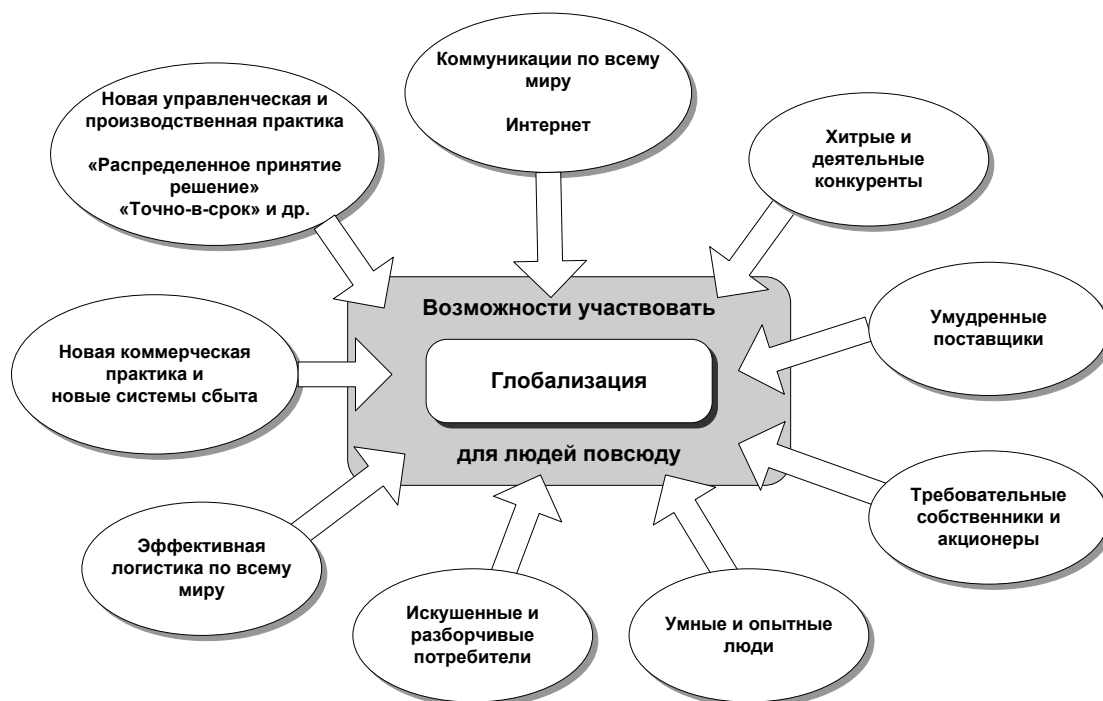 Коммуникации по всему
миру
Интернет
Новая управленческая и
производственная практика
«Распределенное принятие
решение»
«Точно-в-срок» и др.
Хитрые и
деятельные
конкуренты
Возможности участвовать
Глобализация
для людей повсюду
Умудренные
поставщики
Новая коммерческая
практика и
новые системы сбыта
Требовательные
собственники и
акционеры
Эффективная
логистика по всему
миру
Искушенные и
разборчивые
потребители
Умные и опытные
люди